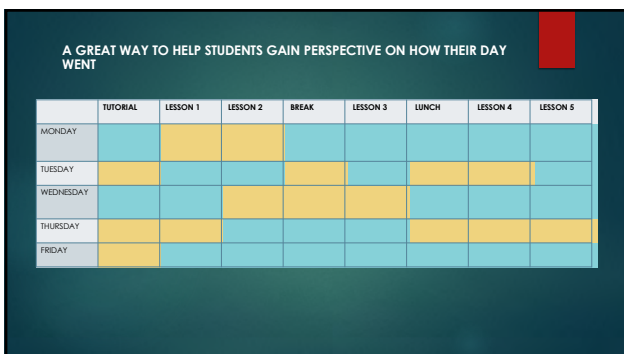 A GREAT WAY TO HELP STUDENTS GAIN PERSPECTIVE ON HOW THEIR DAY
WENT
TUTORIAL LESSON 1 LESSON 2 BREAK LESSON 3 LUNCH LESSON 4 LESSON 5
MONDAY
TUESDAY
WEDNESDAY
THURSDAY
FRIDAY